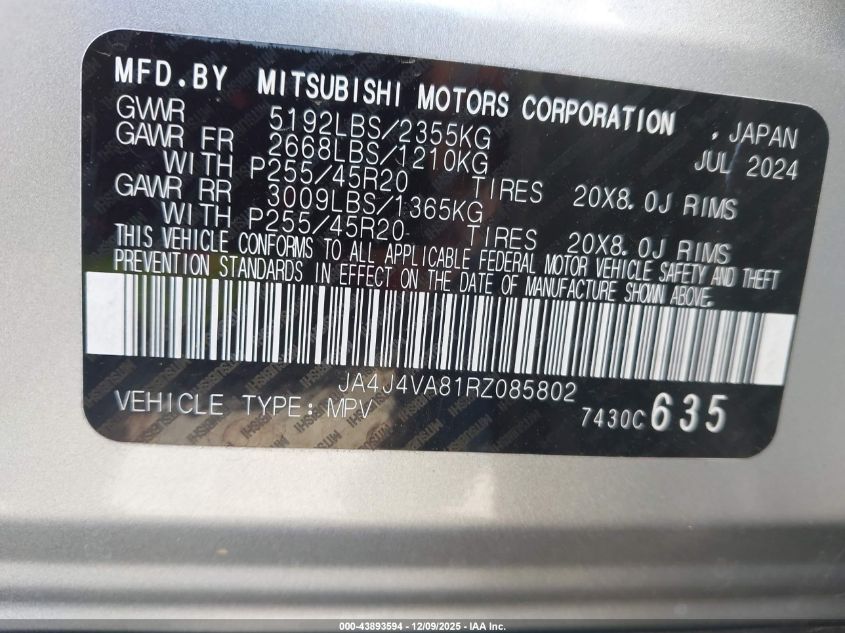 MFD.BY MITSUBISHI MOTORS CORPORATION , JAPAN
GVWR 5192LBS/2355KG JUL 2024
GAWR FR 2668LBS/1210KG
WITH P255/45R20 TIRES 20X8.0J RIMS
GAWR RR 3009LBS/1365KG
WITH P255/45R20 TIRES 20X8.0J RIMS
THIS VEHICLE CONFORMS TO ALL APPLICABLE FEDERAL MOTOR VEHICLE SAFETY AND THEFT
PREVENTION STANDARDS IN EFFECT ON THE DATE OF MANUFACTURE SHOWN ABOVE.
JA4J4VA81RZ085802
VEHICLE TYPE: MPV 7430C 635
000-43893594 - 12/09/2025 - IAA Inc.